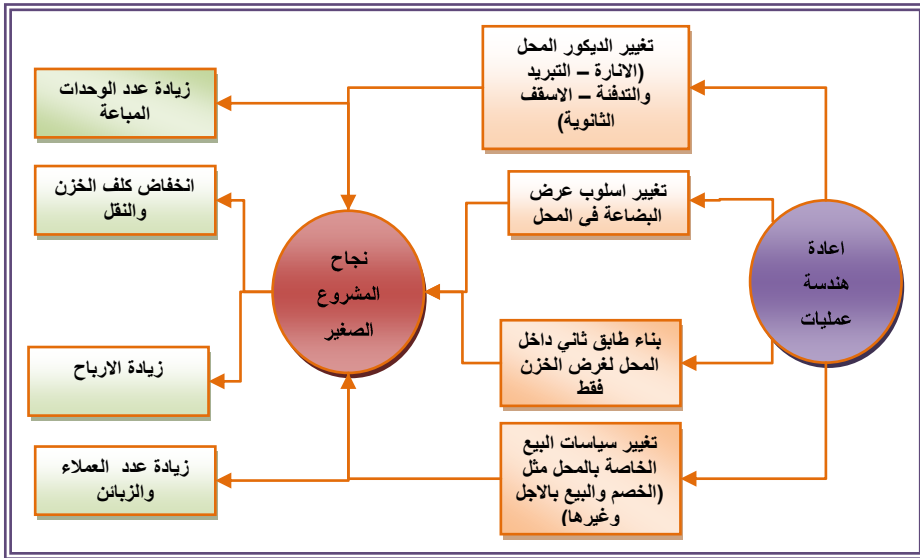 اعادة
هندسة
عمليات
تغيير الديكور المحل
(الانارة – التبريد
والتدفئة – الاسقف
الثانوية)
تغيير اسلوب عرض
البضاعة في المحل
بناء طابق ثاني داخل
المحل لغرض الخزن
فقط
تغيير سياسات البيع
الخاصة بالمحل مثل
(الخصم والبيع بالاجل
وغيرها)
نجاح
المشروع
الصغير
زيادة عدد الوحدات
المباعة
انخفاض كلف الخزن
والنقل
زيادة الارباح
زيادة عدد العملاء
والزبائن